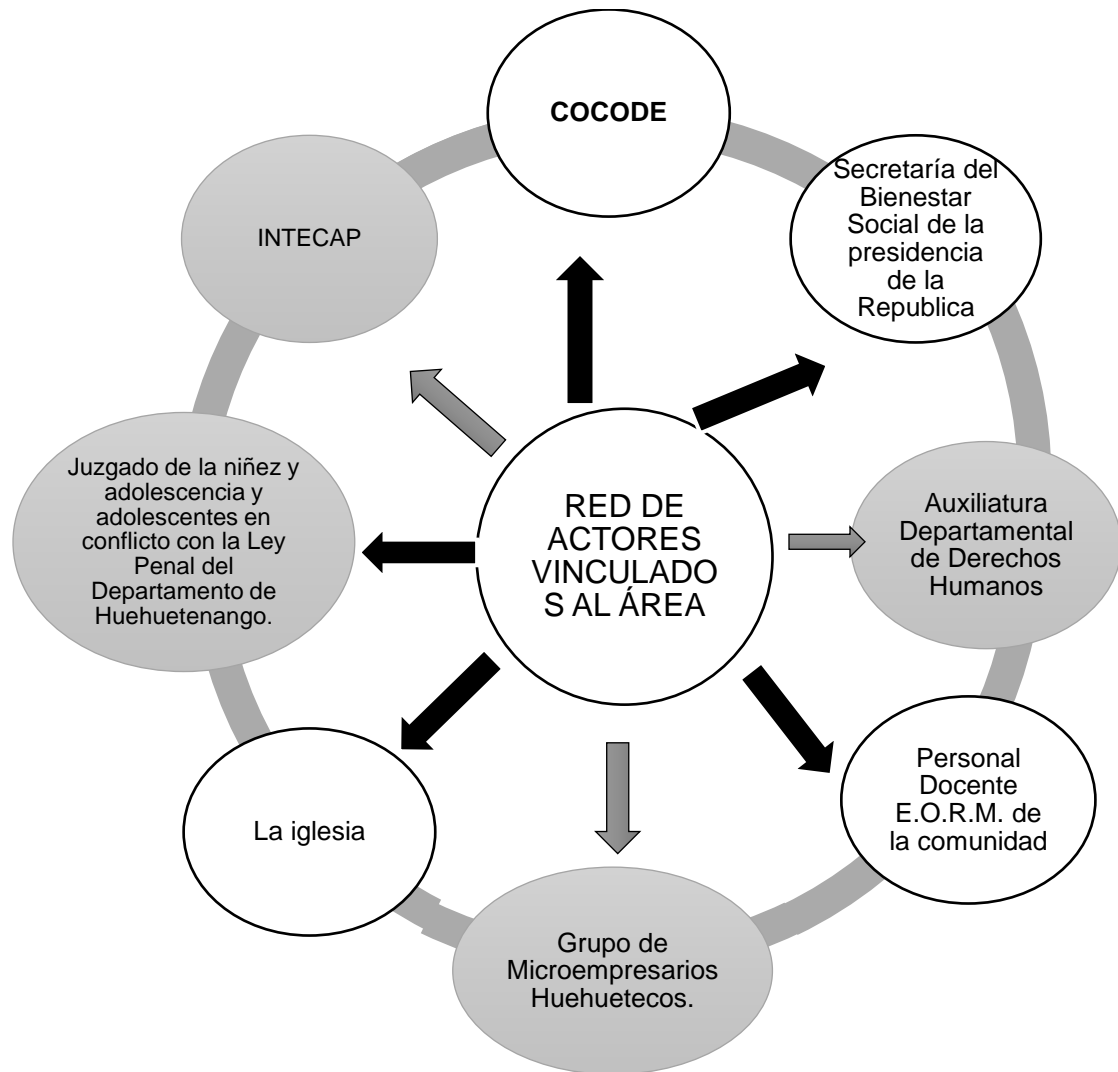 COCODE
Secretaría del
Bienestar
Social de la
presidencia
de la
Republica
INTECAP
Juzgado de la niñez y
adolescencia y
adolescentes en
conflicto con la Ley
Penal del
Departamento de
Huehuetenango.
RED DE
ACTORES
VINCULADO
S AL ÁREA
Auxiliatura
Departamental
de Derechos
Humanos
La iglesia
Personal
Docente
E.O.R.M. de
la comunidad
Grupo de
Microempresarios
Huehuetecos.